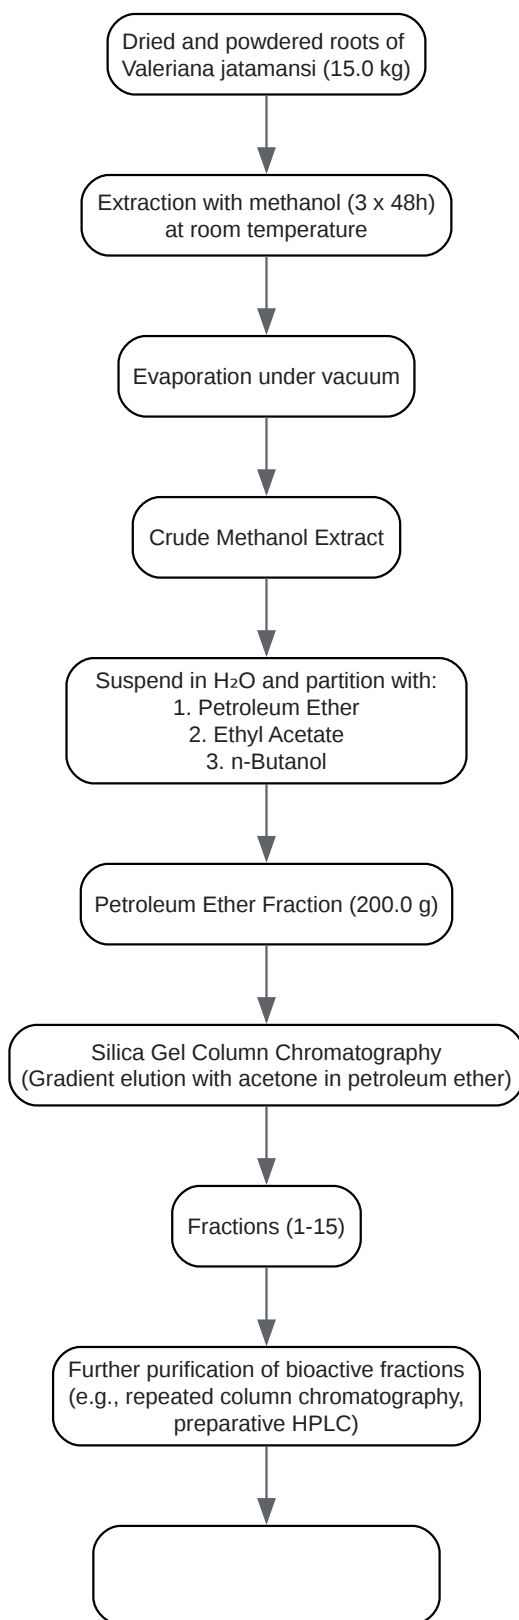 Dried and powdered roots of
Valeriana jatamansi (15.0 kg)
Extraction with methanol (3 x 48h)
at room temperature
Evaporation under vacuum
Crude Methanol Extract
Suspend in H₂O and partition with:
1. Petroleum Ether
2. Ethyl Acetate
3. n-Butanol
Petroleum Ether Fraction (200.0 g)
Silica Gel Column Chromatography
(Gradient elution with acetone in petroleum ether)
Fractions (1-15)
Further purification of bioactive fractions
(e.g., repeated column chromatography,
preparative HPLC)